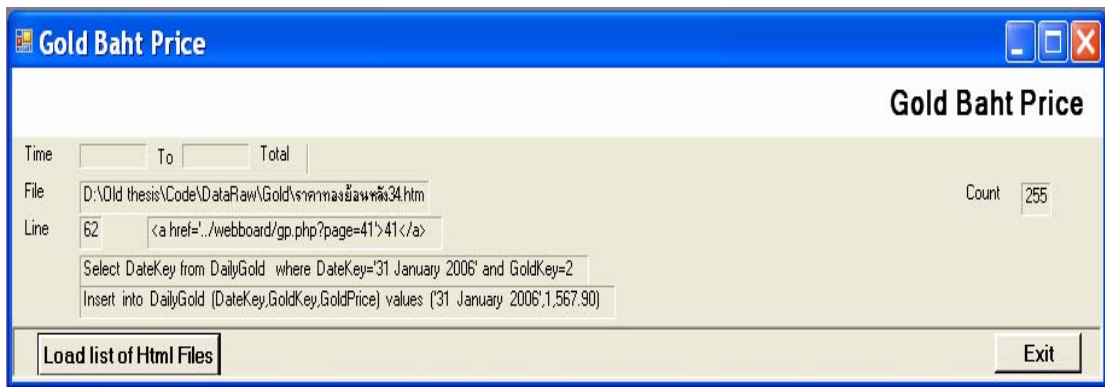 Gold Baht Price
Gold Baht Price
Time To Total
File D:\Old thesis\Code\DataRaw\Gold\ราคาทองย้อนหลัง34.htm Count 255
Line 62 <a href='../webboard/gp.php?page=41'>41</a>
Select DateKey from DailyGold where DateKey='31 January 2006' and GoldKey=2
Insert into DailyGold (DateKey,GoldKey,GoldPrice) values ('31 January 2006',1,567.90)
Load list of Html Files Exit